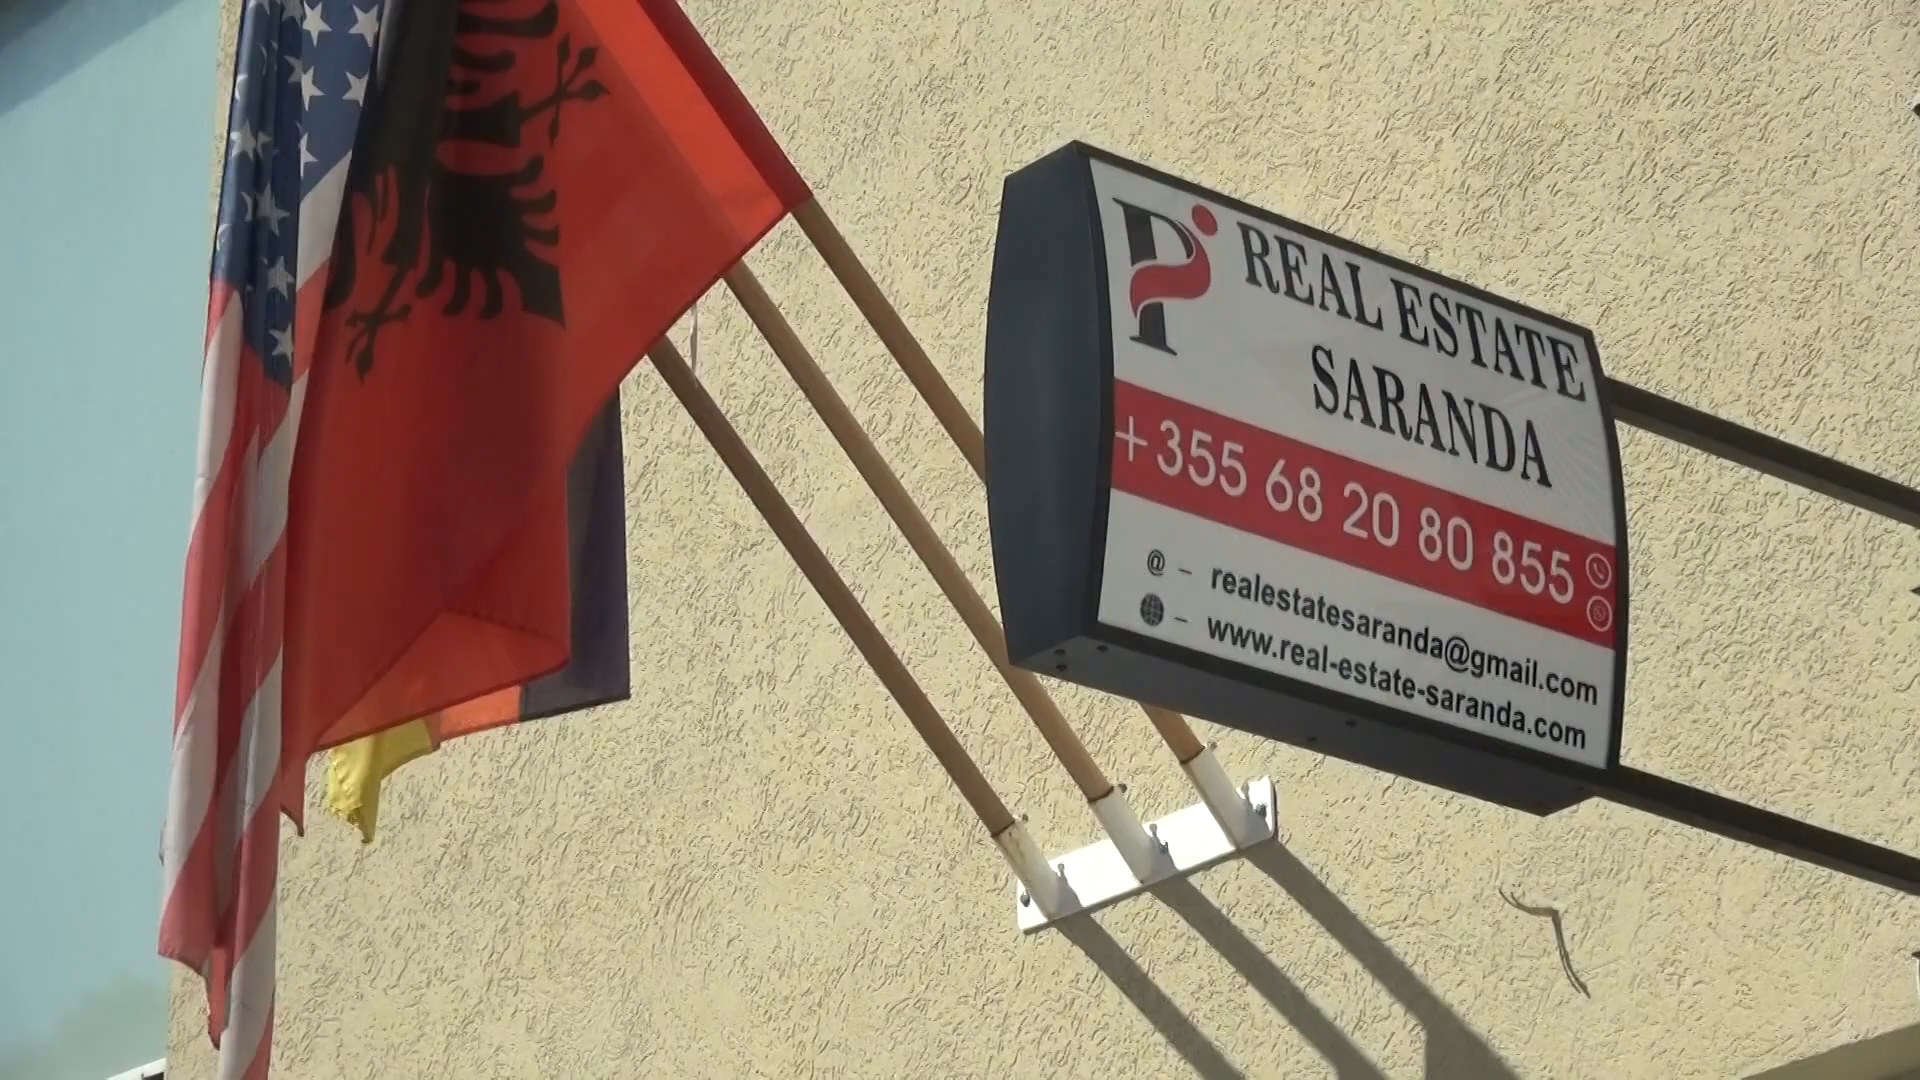 REAL ESTATE
SARANDA
+355 68 20 80 855
@ - realestatesaranda@gmail.com
- www.real-estate-saranda.com